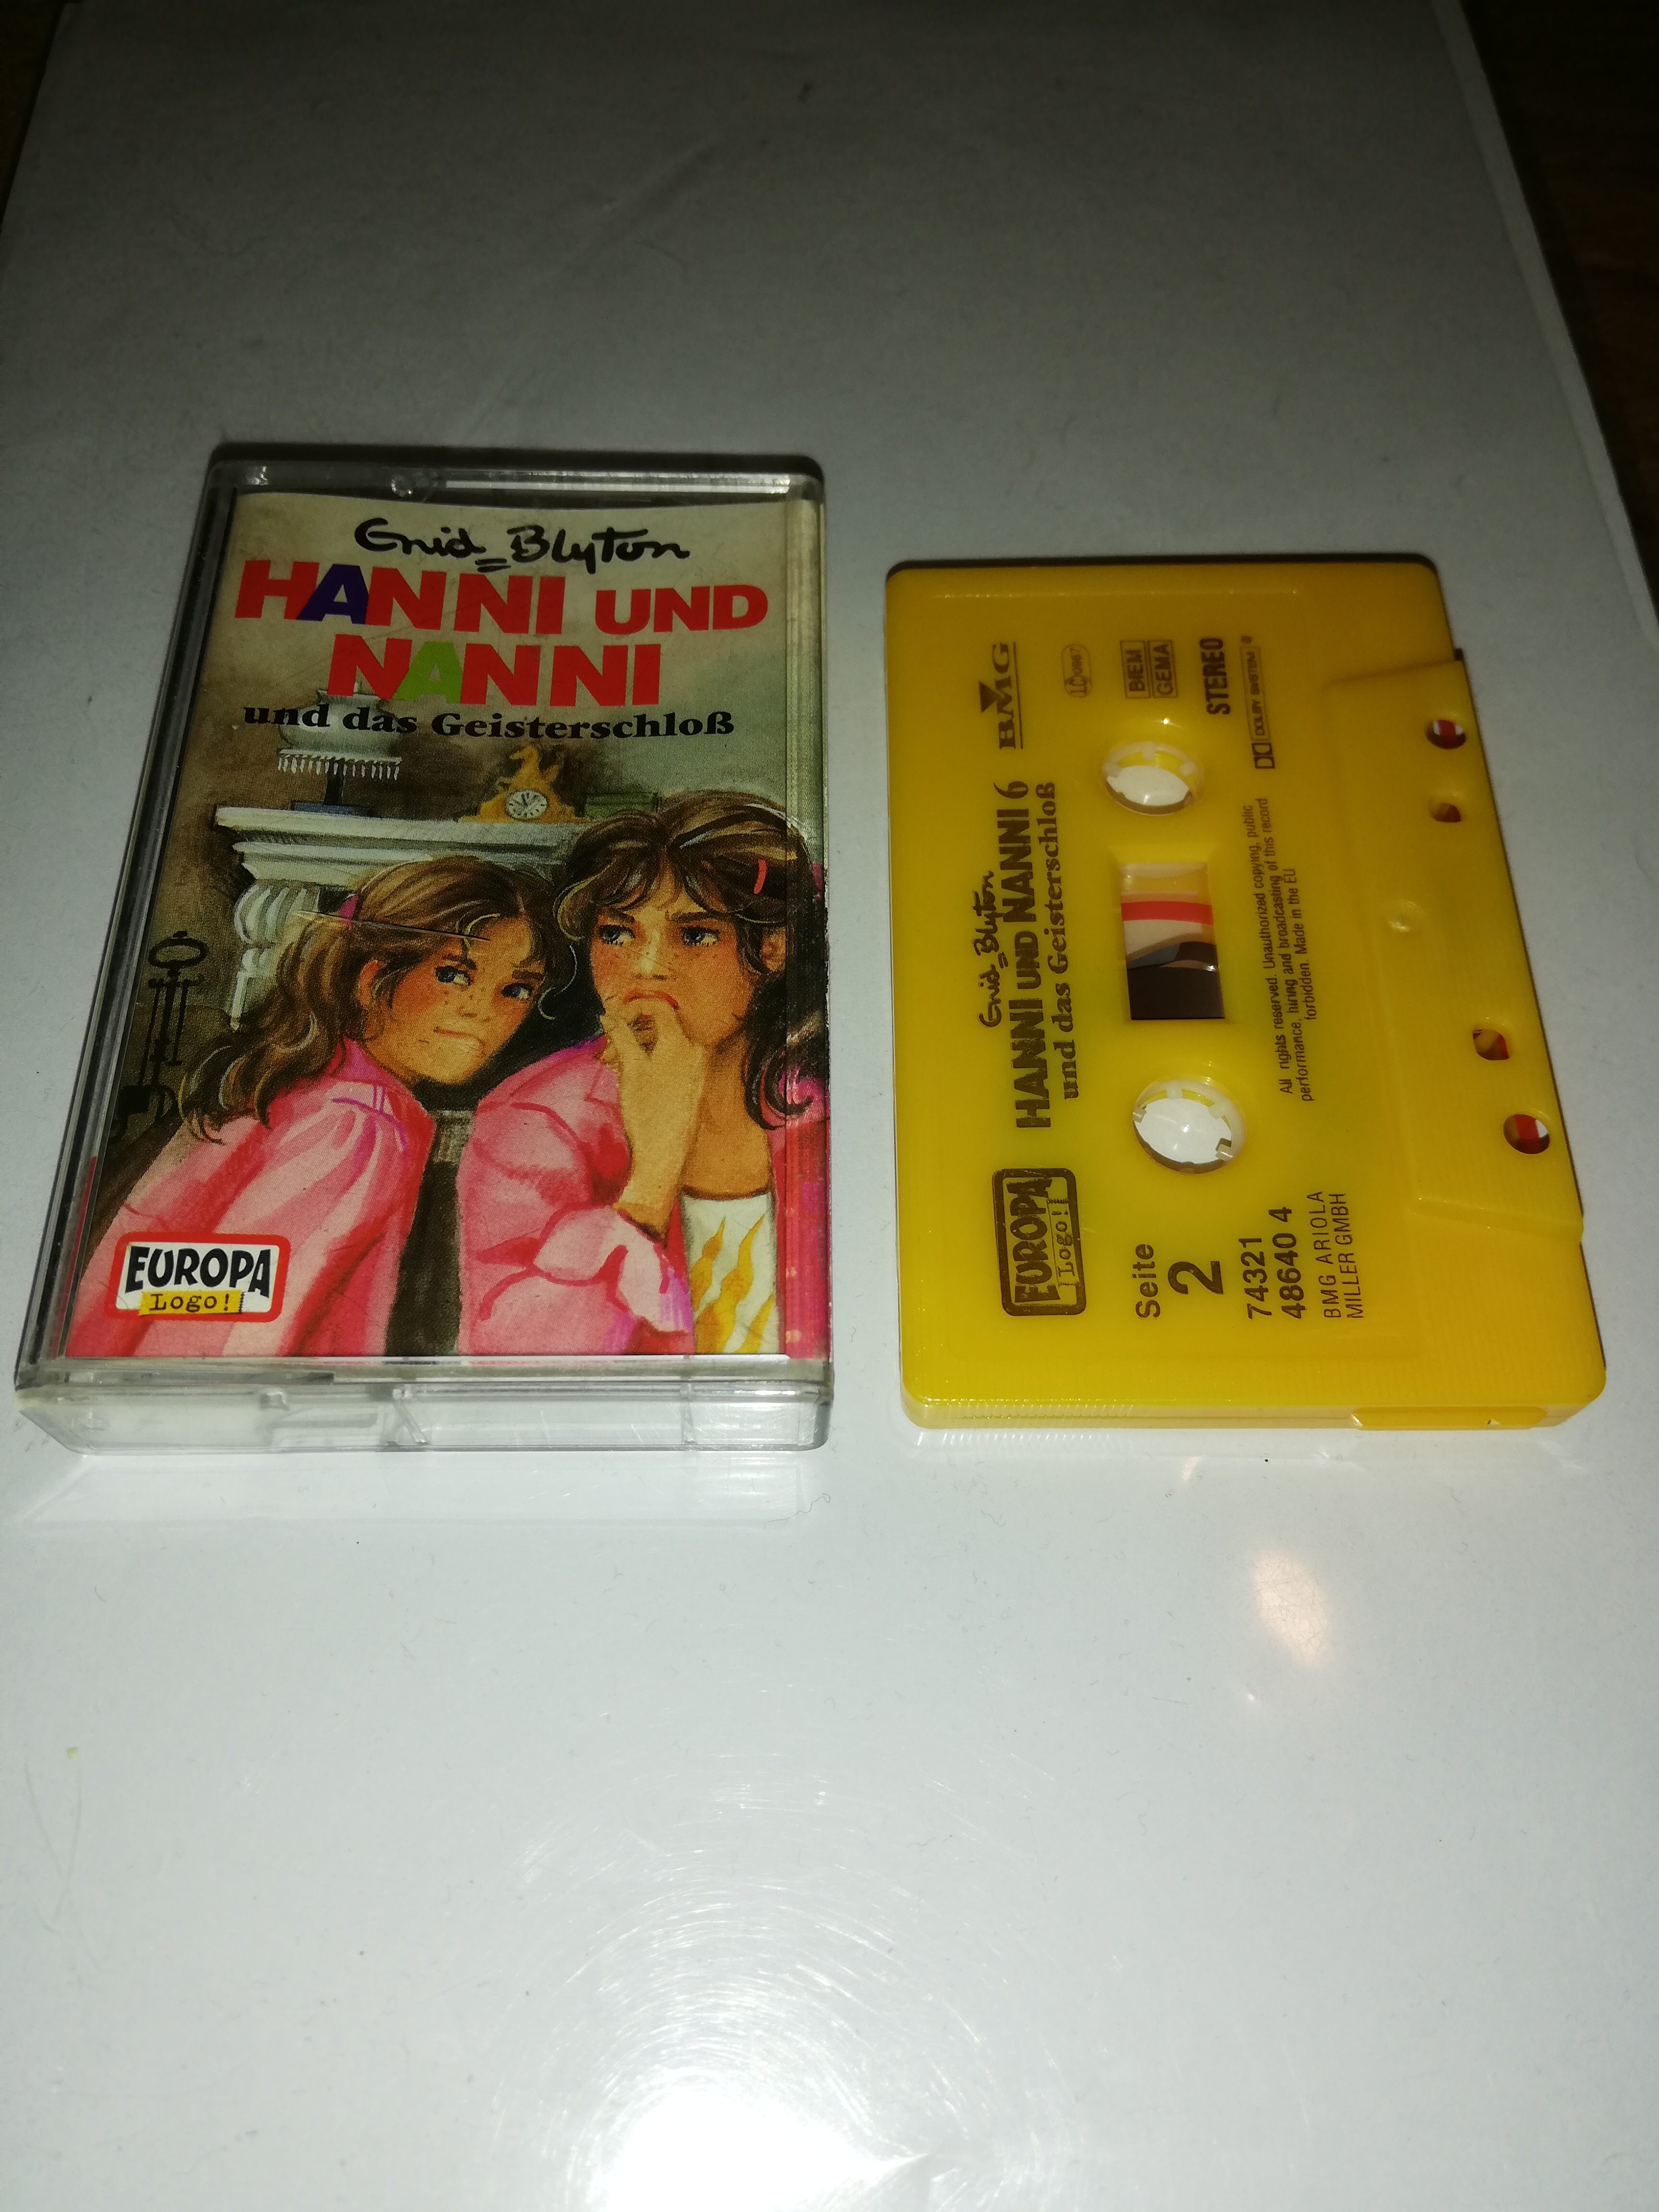 Enid Blyton
HANNI UND
NANNI
und das Geisterschloß
EUROPA
Logo!
EUROPA
Logo!
Enid Blyton
HANNI UND NANNI 6
und das Geisterschloß
BMG
Seite
2
74321
48640 4
BMG ARIOLA
MILLER GMBH
BIEM
GEMA
STEREO
DOLBY SYSTEM
All rights reserved. Unauthorized copying, public
performance, hiring and broadcasting of this record
forbidden. Made in the EU